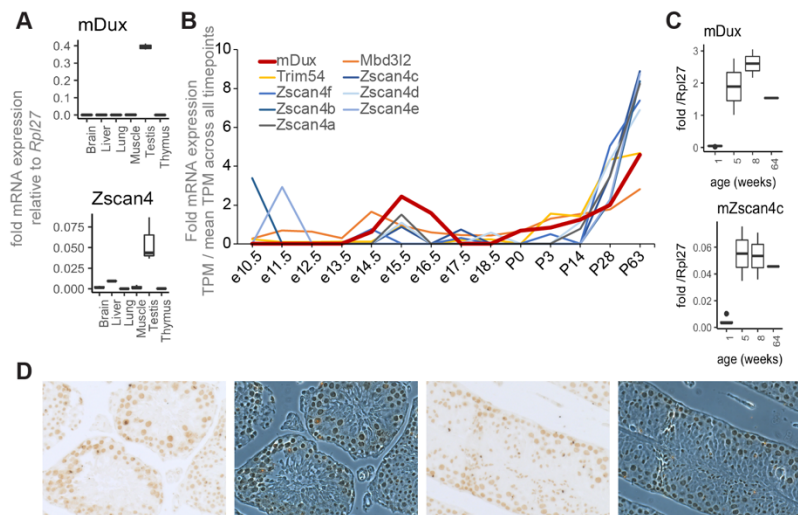 A
mDux
fold mRNA expression
relative to Rpl27
0.4
0.3
0.2
0.1
0.0
Brain
Liver
Lung
Muscle
Testis
Thymus
Zscan4
0.075
0.050
0.025
0.000
Brain
Liver
Lung
Muscle
Testis
Thymus
B
Fold mRNA expression
TPM / mean TPM across all timepoints
10
8
6
4
2
0
mDux
Mbd3l2
Trim54
Zscan4c
Zscan4f
Zscan4d
Zscan4b
Zscan4e
Zscan4a
e10.5
e11.5
e12.5
e13.5
e14.5
e15.5
e16.5
e17.5
e18.5
P0
P3
P14
P28
P63
C
mDux
fold /Rpl27
3
2
1
0
1
5
8
64
age (weeks)
mZscan4c
fold /Rpl27
0.06
0.04
0.02
0.00
1
5
8
64
age (weeks)
D